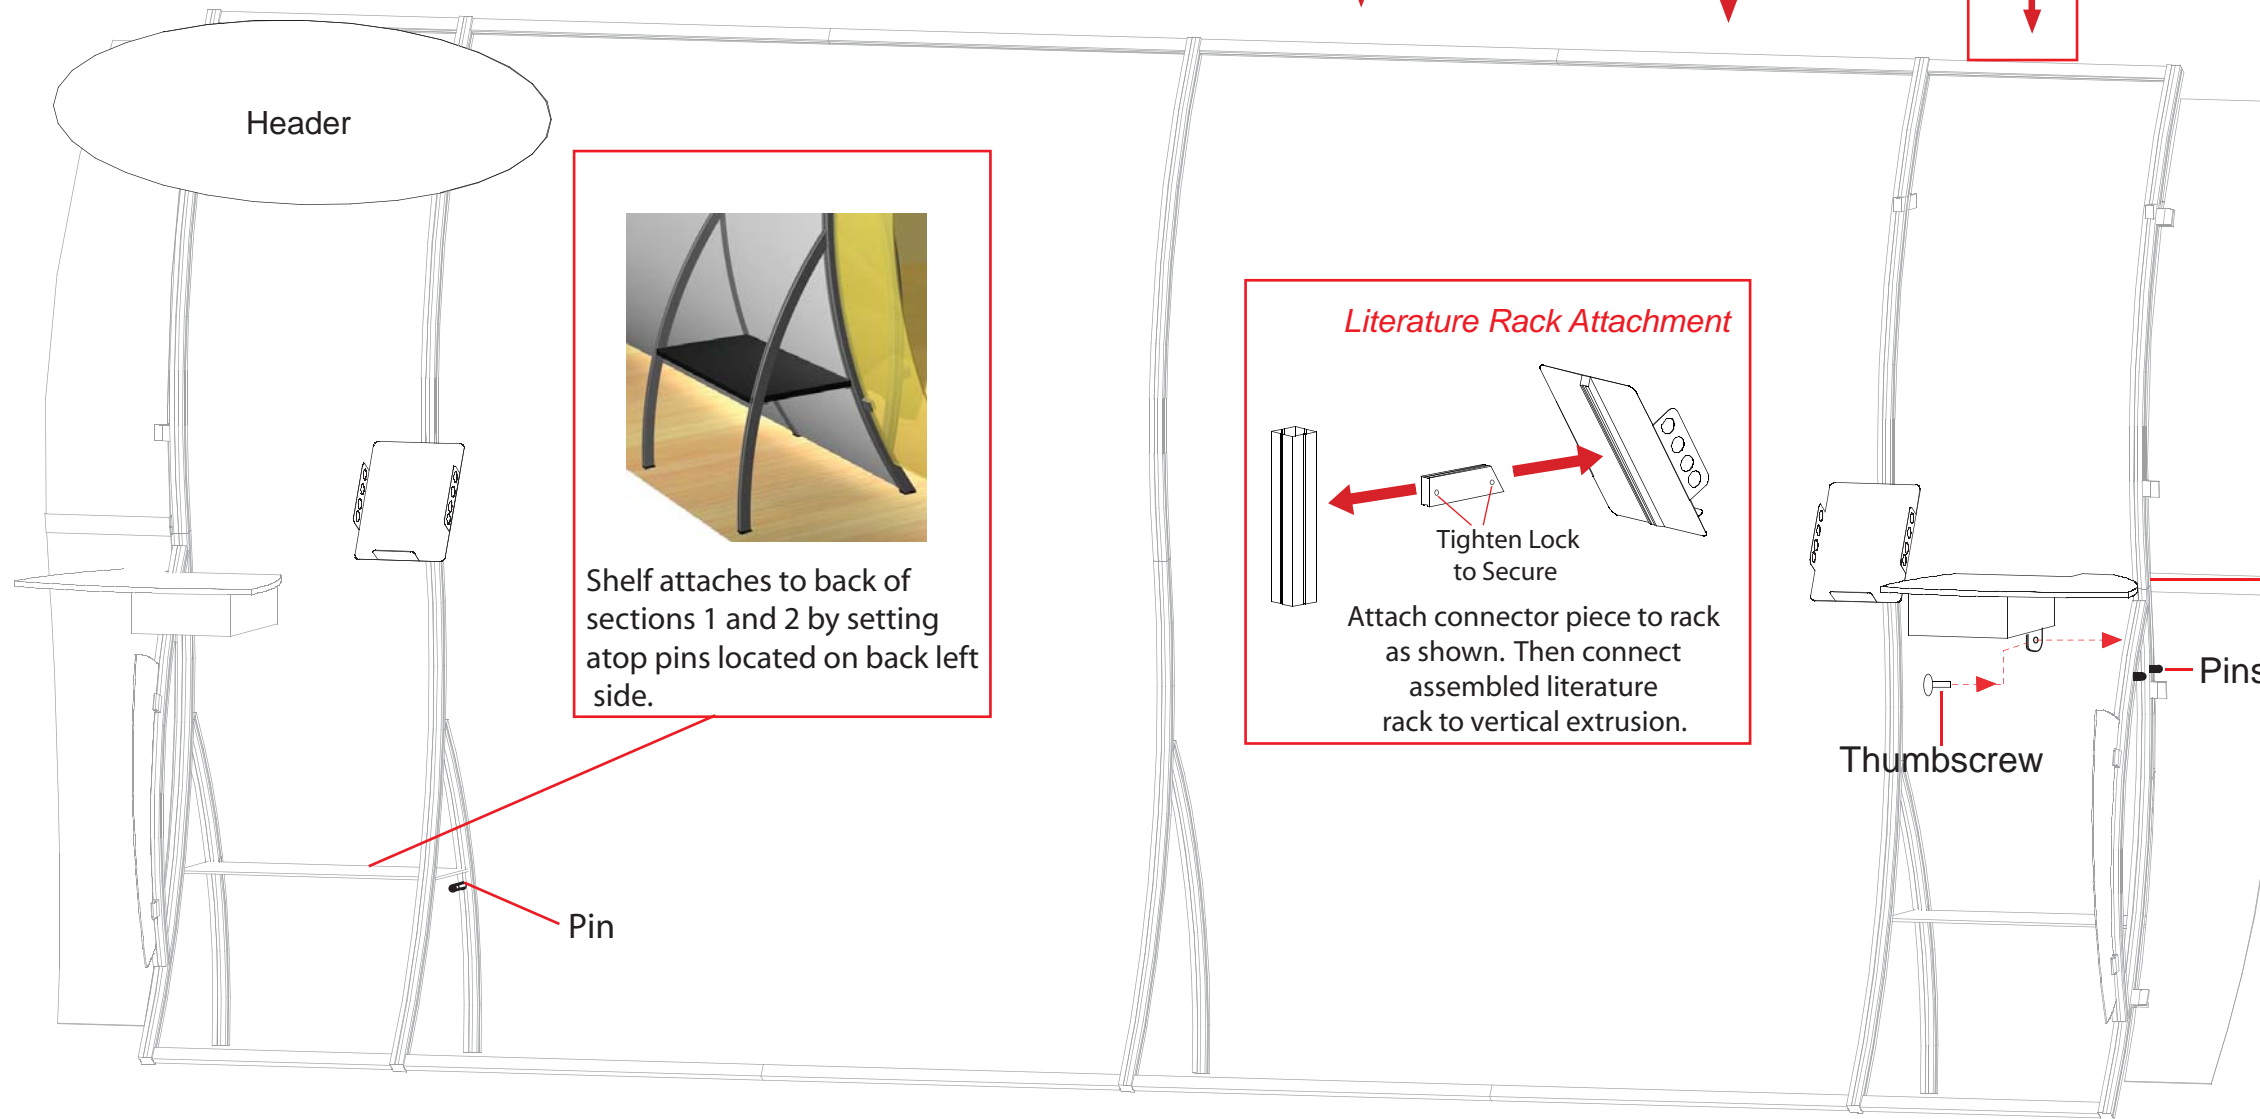 Header
Shelf attaches to back of
sections 1 and 2 by setting
atop pins located on back left
side.
Pin
Literature Rack Attachment
Tighten Lock
to Secure
Attach connector piece to rack
as shown. Then connect
assembled literature
rack to vertical extrusion.
Pins
Thumbscrew